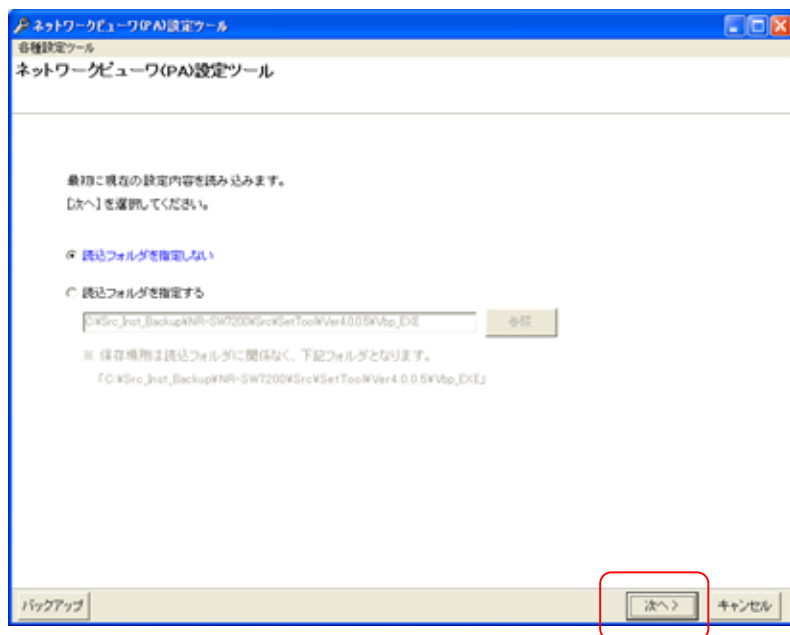 ネットワークビューワ(PA)設定ツール
各種設定ツール
ネットワークビューワ(PA)設定ツール
最初に現在の設定内容を読み込みます。
[次へ]を選択してください。
読込フォルダを指定しない
読込フォルダを指定する
C:¥Src_Inst_Backup¥NR-SW7200¥Src¥SetTool¥Ver4.0.0.5¥Vbp_EXE
参照
※ 保存場所は読込フォルダに関係なく、下記フォルダとなります。
「C:¥Src_Inst_Backup¥NR-SW7200¥Src¥SetTool¥Ver4.0.0.5¥Vbp_EXE」
バックアップ
次へ >
キャンセル